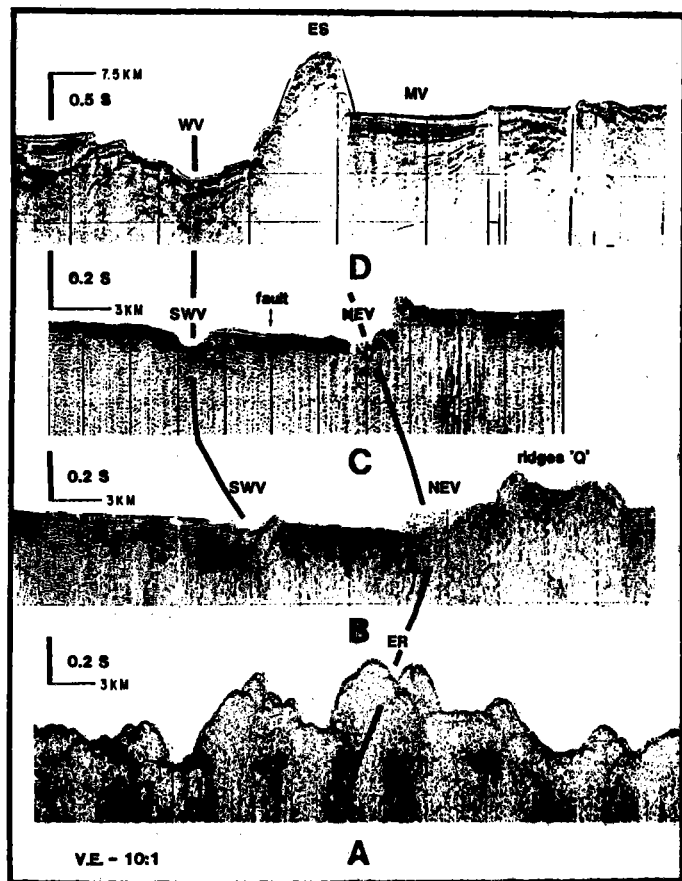 ES
7.5 KM
0.5 S
MV
WV
D
0.2 S
3 KM
SWV
fault
NEV
C
ridges 'Q'
0.2 S
3 KM
SWV
NEV
B
ER
0.2 S
3 KM
V.E. - 10:1
A